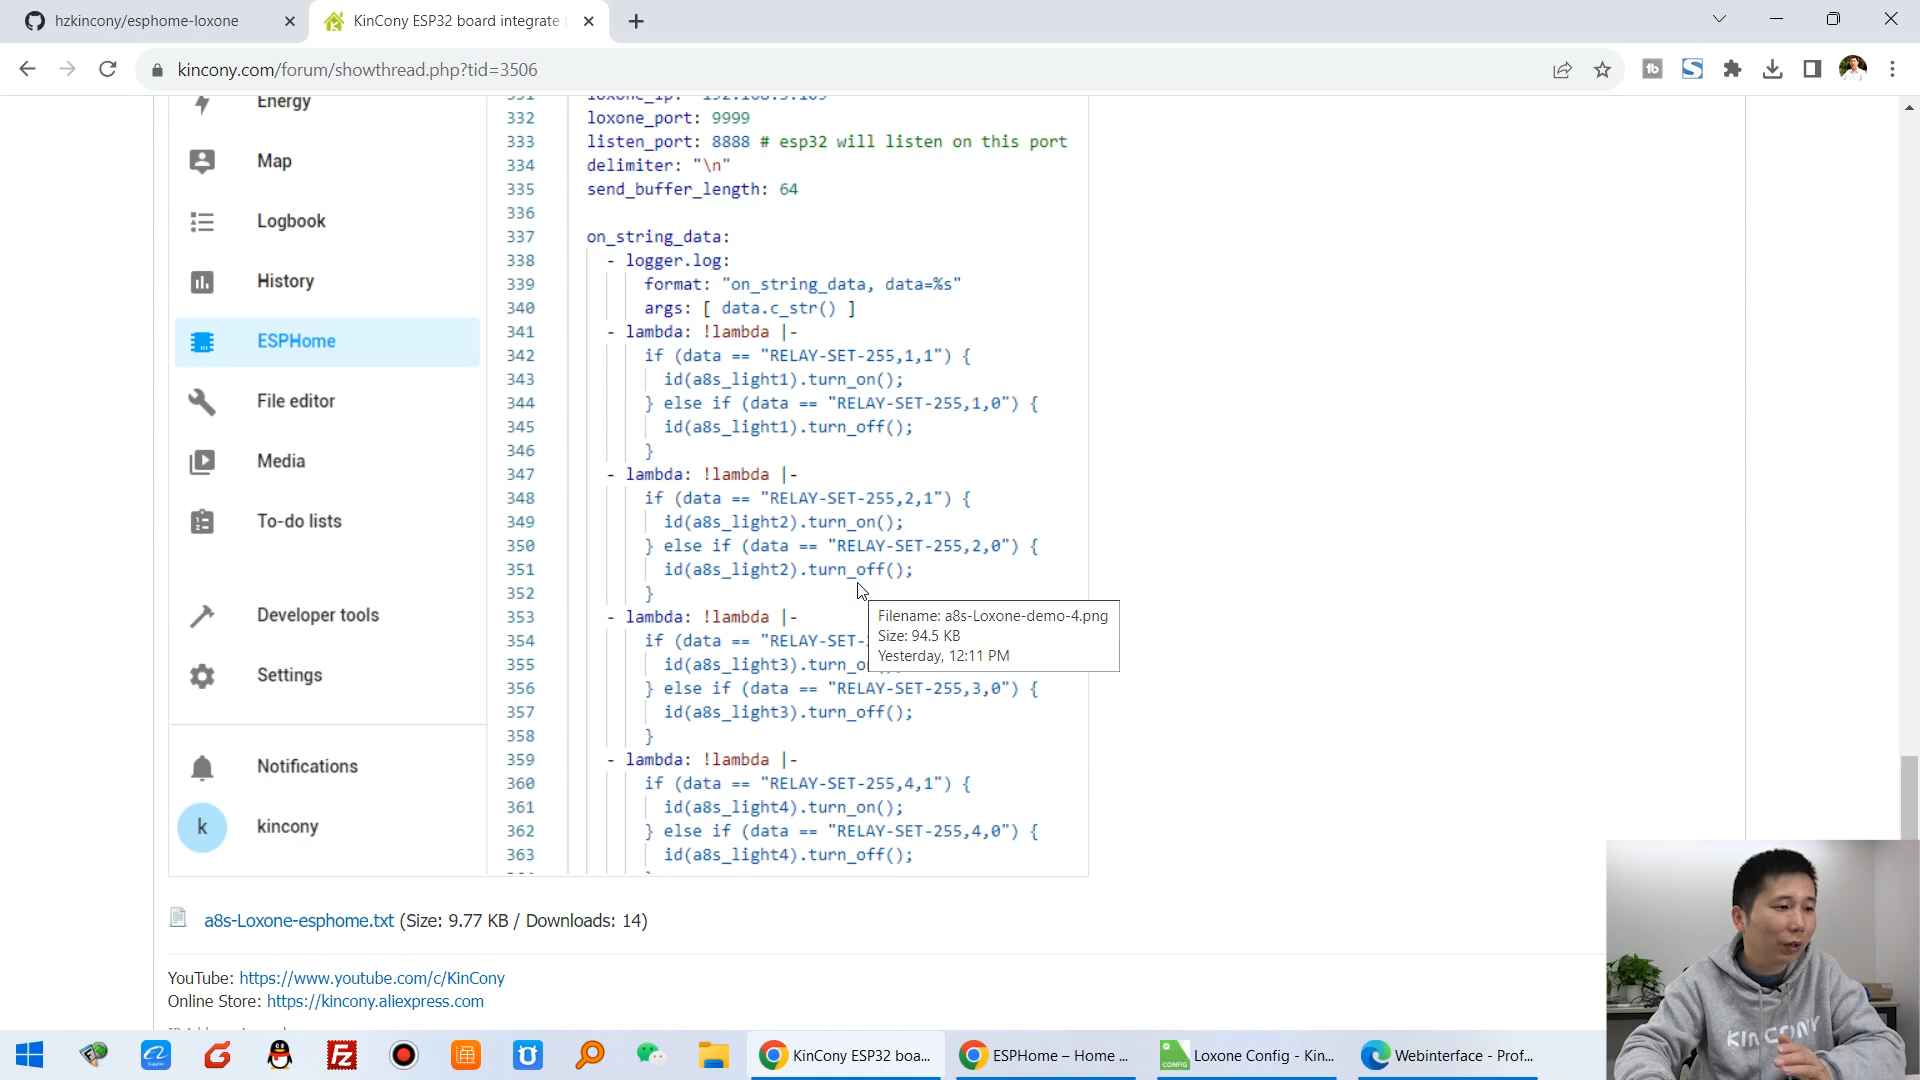 hzkincony/esphome-loxone
KinCony ESP32 board integrate
kincony.com/forum/showthread.php?tid=3506
Energy
Map
Logbook
History
ESPHome
File editor
Media
To-do lists
Developer tools
Settings
Notifications
k kincony
332 loxone_port: 9999
333 listen_port: 8888 # esp32 will listen on this port
334 delimiter: "\n"
335 send_buffer_length: 64
336
337 on_string_data:
338 - logger.log:
339 format: "on_string_data, data=%s"
340 args: [ data.c_str() ]
341 - lambda: !lambda |-
342 if (data == "RELAY-SET-255,1,1") {
343 id(a8s_light1).turn_on();
344 } else if (data == "RELAY-SET-255,1,0") {
345 id(a8s_light1).turn_off();
346 }
347 - lambda: !lambda |-
348 if (data == "RELAY-SET-255,2,1") {
349 id(a8s_light2).turn_on();
350 } else if (data == "RELAY-SET-255,2,0") {
351 id(a8s_light2).turn_off();
352 }
353 - lambda: !lambda |-
354 if (data == "RELAY-SET-
355 id(a8s_light3).turn_o
356 } else if (data == "RELAY-SET-255,3,0") {
357 id(a8s_light3).turn_off();
358 }
359 - lambda: !lambda |-
360 if (data == "RELAY-SET-255,4,1") {
361 id(a8s_light4).turn_on();
362 } else if (data == "RELAY-SET-255,4,0") {
363 id(a8s_light4).turn_off();
Filename: a8s-Loxone-demo-4.png
Size: 94.5 KB
Yesterday, 12:11 PM
a8s-Loxone-esphome.txt (Size: 9.77 KB / Downloads: 14)
YouTube: https://www.youtube.com/c/KinCony
Online Store: https://kincony.aliexpress.com
KINCONY
KinCony ESP32 boa...
ESPHome – Home ...
CONFIG
Loxone Config - Kin...
Webinterface - Prof...